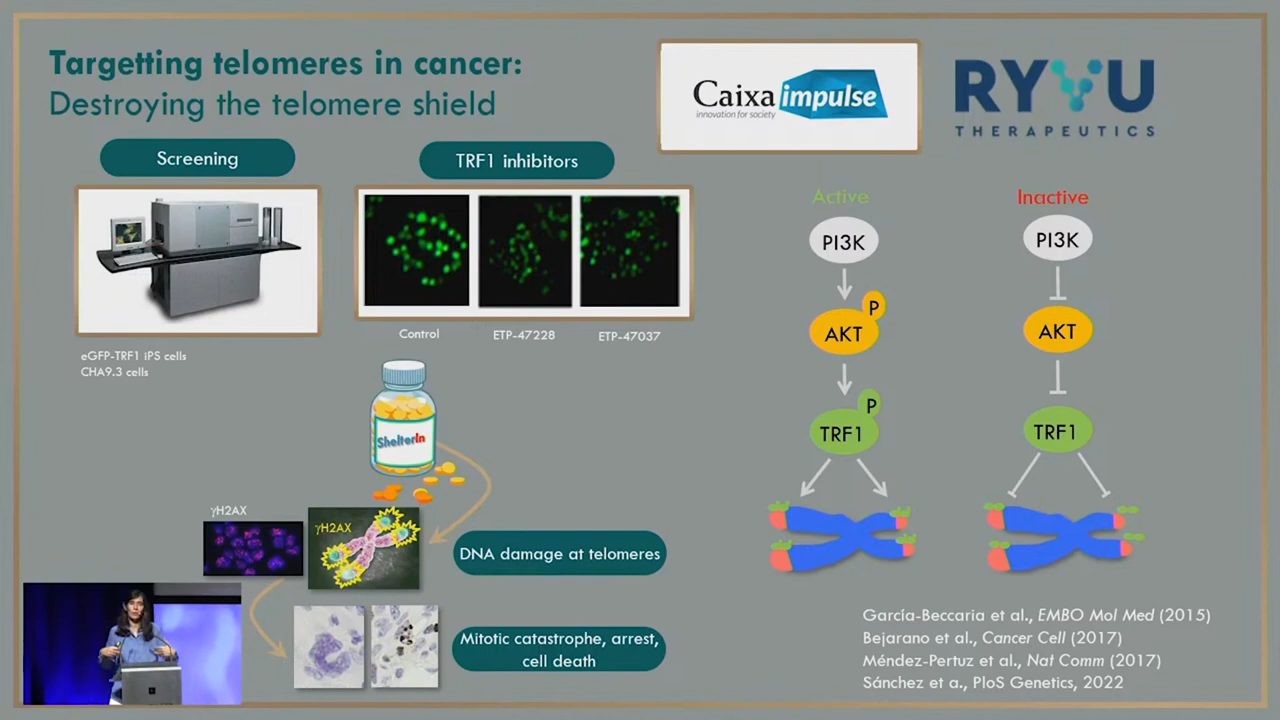 Targetting telomeres in cancer:
Destroying the telomere shield
Caixa impulse
innovation for society
RYVU
THERAPEUTICS
Screening
TRF1 inhibitors
Control
ETP-47228
ETP-47037
eGFP-TRF1 iPS cells
CHA9.3 cells
ShelterIn
γH2AX
γH2AX
DNA damage at telomeres
Mitotic catastrophe, arrest,
cell death
Active
PI3K
P
AKT
P
TRF1
Inactive
PI3K
AKT
TRF1
García-Beccaria et al., EMBO Mol Med (2015)
Bejarano et al., Cancer Cell (2017)
Méndez-Pertuz et al., Nat Comm (2017)
Sánchez et a., PloS Genetics, 2022